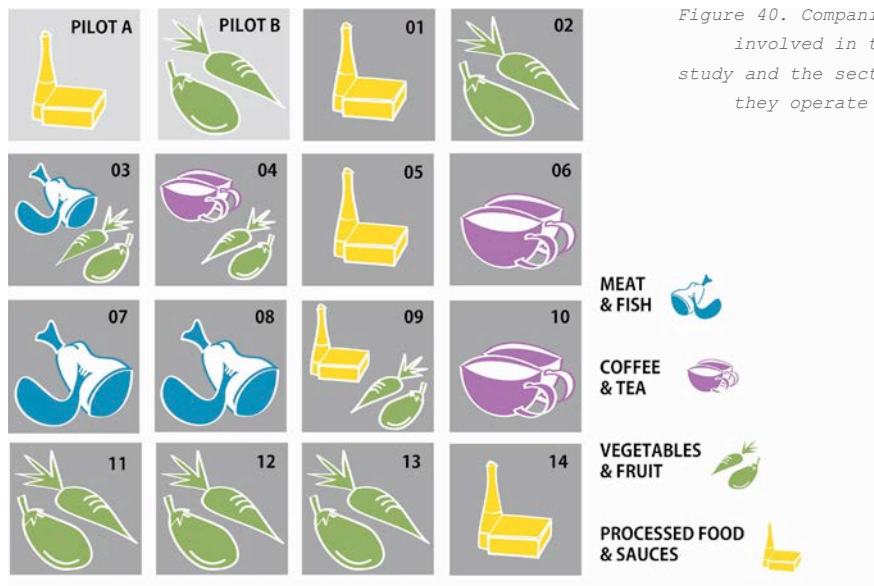 PILOT A
PILOT B
01
02
Figure 40. Compani
involved in t
study and the sect
they operate
03
04
05
06
07
08
09
10
11
12
13
14
MEAT
& FISH
COFFEE
& TEA
VEGETABLES
& FRUIT
PROCESSED FOOD
& SAUCES